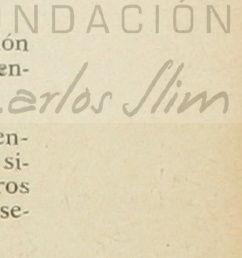 NDACIÓN
ón
en-
arlos Slim
en-
si-
ros
se-